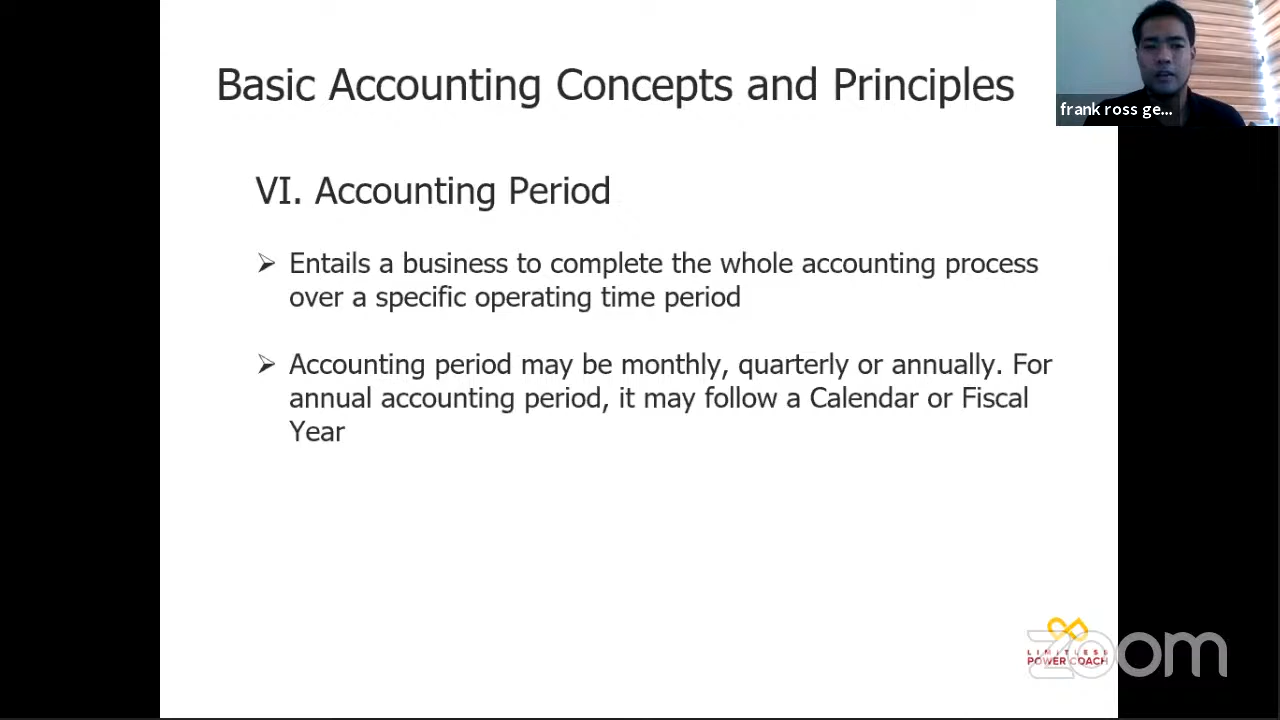 Basic Accounting Concepts and Principles
frank ross ge...
VI. Accounting Period
➢ Entails a business to complete the whole accounting process
over a specific operating time period
➢ Accounting period may be monthly, quarterly or annually. For
annual accounting period, it may follow a Calendar or Fiscal
Year
LIMITLESS
POWER COACH
zoom